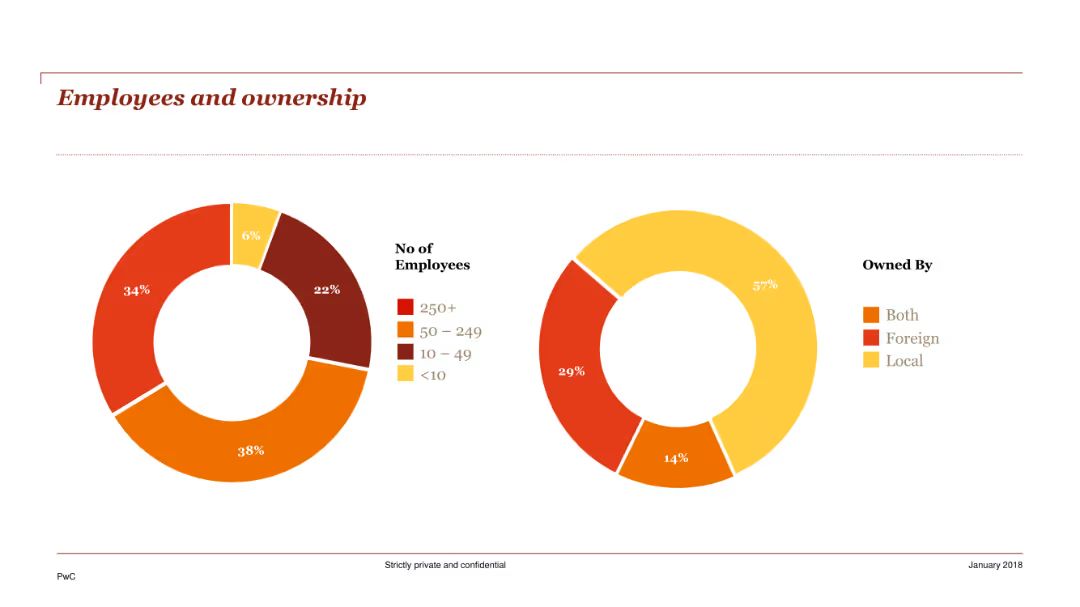 Employees and ownership
6%
34%
22%
38%
No of
Employees
250+
50 – 249
10 – 49
<10
57%
29%
14%
Owned By
Both
Foreign
Local
Strictly private and confidential
January 2018
PwC